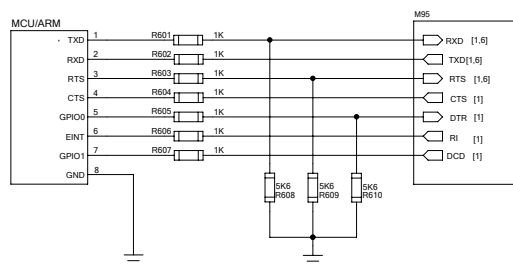 MCU/ARM
M95
TXD 1 R601 1K RXD [1,6]
RXD 2 R602 1K TXD[1,6]
RTS 3 R603 1K RTS [1,6]
CTS 4 R604 1K CTS [1]
GPIO0 5 R605 1K DTR [1]
EINT 6 R606 1K RI [1]
GPIO1 7 R607 1K DCD [1]
GND 8
5K6 5K6 5K6
R608 R609 R610